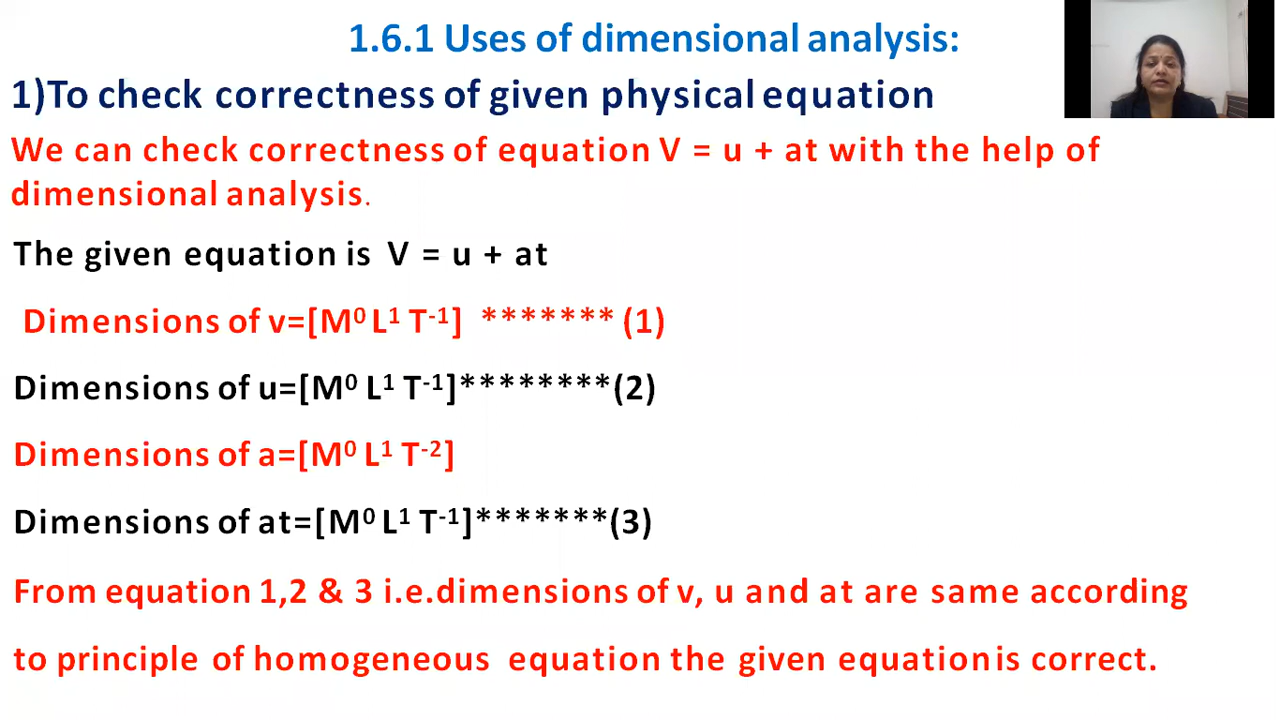 1.6.1 Uses of dimensional analysis:
1)To check correctness of given physical equation
We can check correctness of equation V = u + at with the help of
dimensional analysis.
The given equation is V = u + at
Dimensions of v=[M⁰ L¹ T⁻¹] ******* (1)
Dimensions of u=[M⁰ L¹ T⁻¹]********(2)
Dimensions of a=[M⁰ L¹ T⁻²]
Dimensions of at=[M⁰ L¹ T⁻¹]*******(3)
From equation 1,2 & 3 i.e.dimensions of v, u and at are same according
to principle of homogeneous equation the given equation is correct.